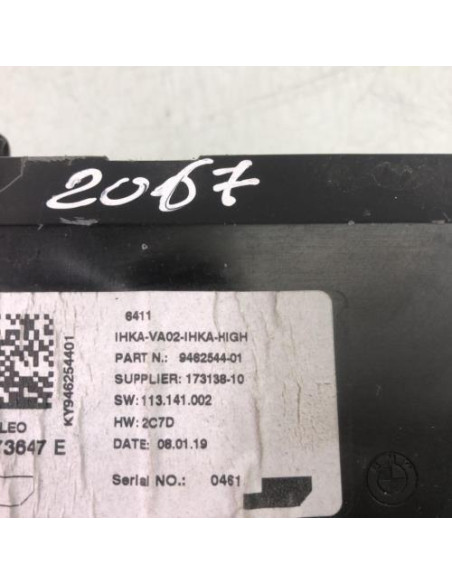 2067
6411
IHKA-VA02-IHKA-HIGH
PART N.: 9462544-01
SUPPLIER: 173138-10
SW: 113.141.002
HW: 2C7D
DATE: 08.01.19
Serial NO.: 0461
KY946254401
LEO
3647 E